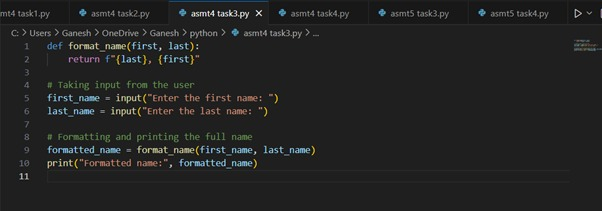 mt4 task1.py asmt4 task2.py asmt4 task3.py X asmt4 task4.py asmt5 task3.py asmt5 task4.py
C: > Users > Ganesh > OneDrive > Ganesh > python > asmt4 task3.py > ...
1 def format_name(first, last):
2 return f"{last}, {first}"
3
4 # Taking input from the user
5 first_name = input("Enter the first name: ")
6 last_name = input("Enter the last name: ")
7
8 # Formatting and printing the full name
9 formatted_name = format_name(first_name, last_name)
10 print("Formatted name:", formatted_name)
11